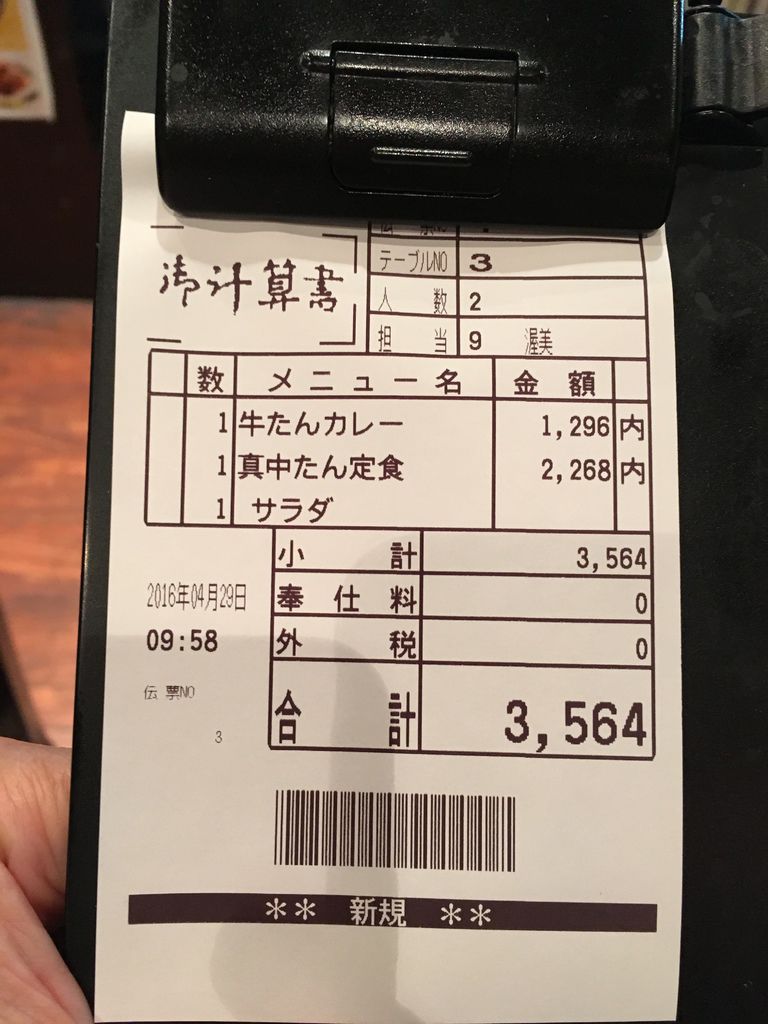 御計算書
テーブルNO 3
人数 2
担当 9 渥美
数 メニュー名 金額
1 牛たんカレー 1,296 内
1 真中たん定食 2,268 内
1 サラダ
小計 3,564
奉仕料 0
外税 0
合計 3,564
2016年04月29日
09:58
伝票NO
3
** 新規 **